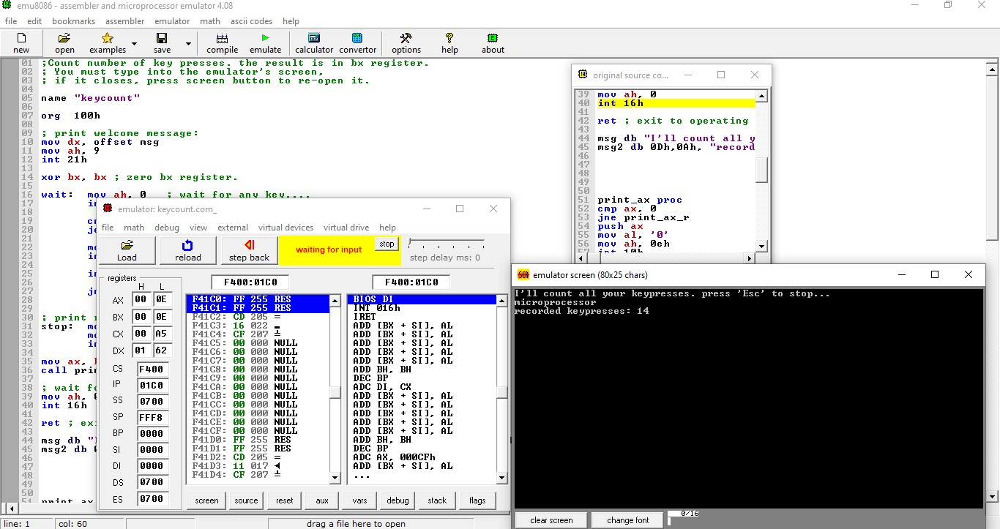 emu8086 - assembler and microprocessor emulator 4.08
file edit bookmarks assembler emulator math ascii codes help
new open examples save compile emulate calculator convertor options help about
01 ;Count number of key presses. the result is in bx register.
02 ; You must type into the emulator's screen,
03 ; if it closes, press screen button to re-open it.
04
05 name "keycount"
06
07 org 100h
08
09 ; print welcome message:
10 mov dx, offset msg
11 mov ah, 9
12 int 21h
13
14 xor bx, bx ; zero bx register.
15
16 wait: mov ah, 0 ; wait for any key....
17 in
18
19 cm
20 je
21
22 mo
23 in
24
25 in
26
27 jm
28
29
30 ; print r
31 stop: mo
32 mo
33 in
34
35 mov ax, b
36 call prin
37
38 ; wait fo
39 mov ah, 0
40 int 16h
41
42 ret ; exi
43
44 msg db "I
45 msg2 db 0
46
47
48
49
50
51 print_ax
line: 1 col: 60 drag a file here to open
original source co...
39 mov ah, 0
40 int 16h
41
42 ret ; exit to operating
43
44 msg db "I'll count all y
45 msg2 db 0Dh,0Ah, "record
46
47
48
49
50
51 print_ax proc
52 cmp ax, 0
53 jne print_ax_r
54 push ax
55 mov al, '0'
56 mov ah, 0eh
57 int 10h
emulator: keycount.com_
file math debug view external virtual devices virtual drive help
Load reload step back waiting for input stop step delay ms: 0
registers
H L
AX 00 0E
BX 00 0E
CX 00 A5
DX 01 62
CS F400
IP 01C0
SS 0700
SP FFF8
BP 0000
SI 0000
DI 0000
DS 0700
ES 0700
F400:01C0
F41C0: FF 255 RES
F41C1: FF 255 RES
F41C2: CD 205 =
F41C3: 16 022 ▬
F41C4: CF 207 ╧
F41C5: 00 000 NULL
F41C6: 00 000 NULL
F41C7: 00 000 NULL
F41C8: 00 000 NULL
F41C9: 00 000 NULL
F41CA: 00 000 NULL
F41CB: 00 000 NULL
F41CC: 00 000 NULL
F41CD: 00 000 NULL
F41CE: 00 000 NULL
F41CF: 00 000 NULL
F41D0: FF 255 RES
F41D1: FF 255 RES
F41D2: CD 205 =
F41D3: 11 017 ◄
F41D4: CF 207 ╧
F400:01C0
BIOS DI
INT 016h
IRET
ADD [BX + SI], AL
ADD [BX + SI], AL
ADD [BX + SI], AL
ADD [BX + SI], AL
ADD [BX + SI], AL
ADD BH, BH
DEC BP
ADC DI, CX
ADD [BX + SI], AL
ADD [BX + SI], AL
ADD [BX + SI], AL
ADD [BX + SI], AL
ADD [BX + SI], AL
ADD BH, BH
DEC BP
ADC AX, 000CFh
ADD [BX + SI], AL
...
screen source reset aux vars debug stack flags
SCR emulator screen (80x25 chars)
I'll count all your keypresses. press 'Esc' to stop...
microprocessor
recorded keypresses: 14
clear screen change font 0/16